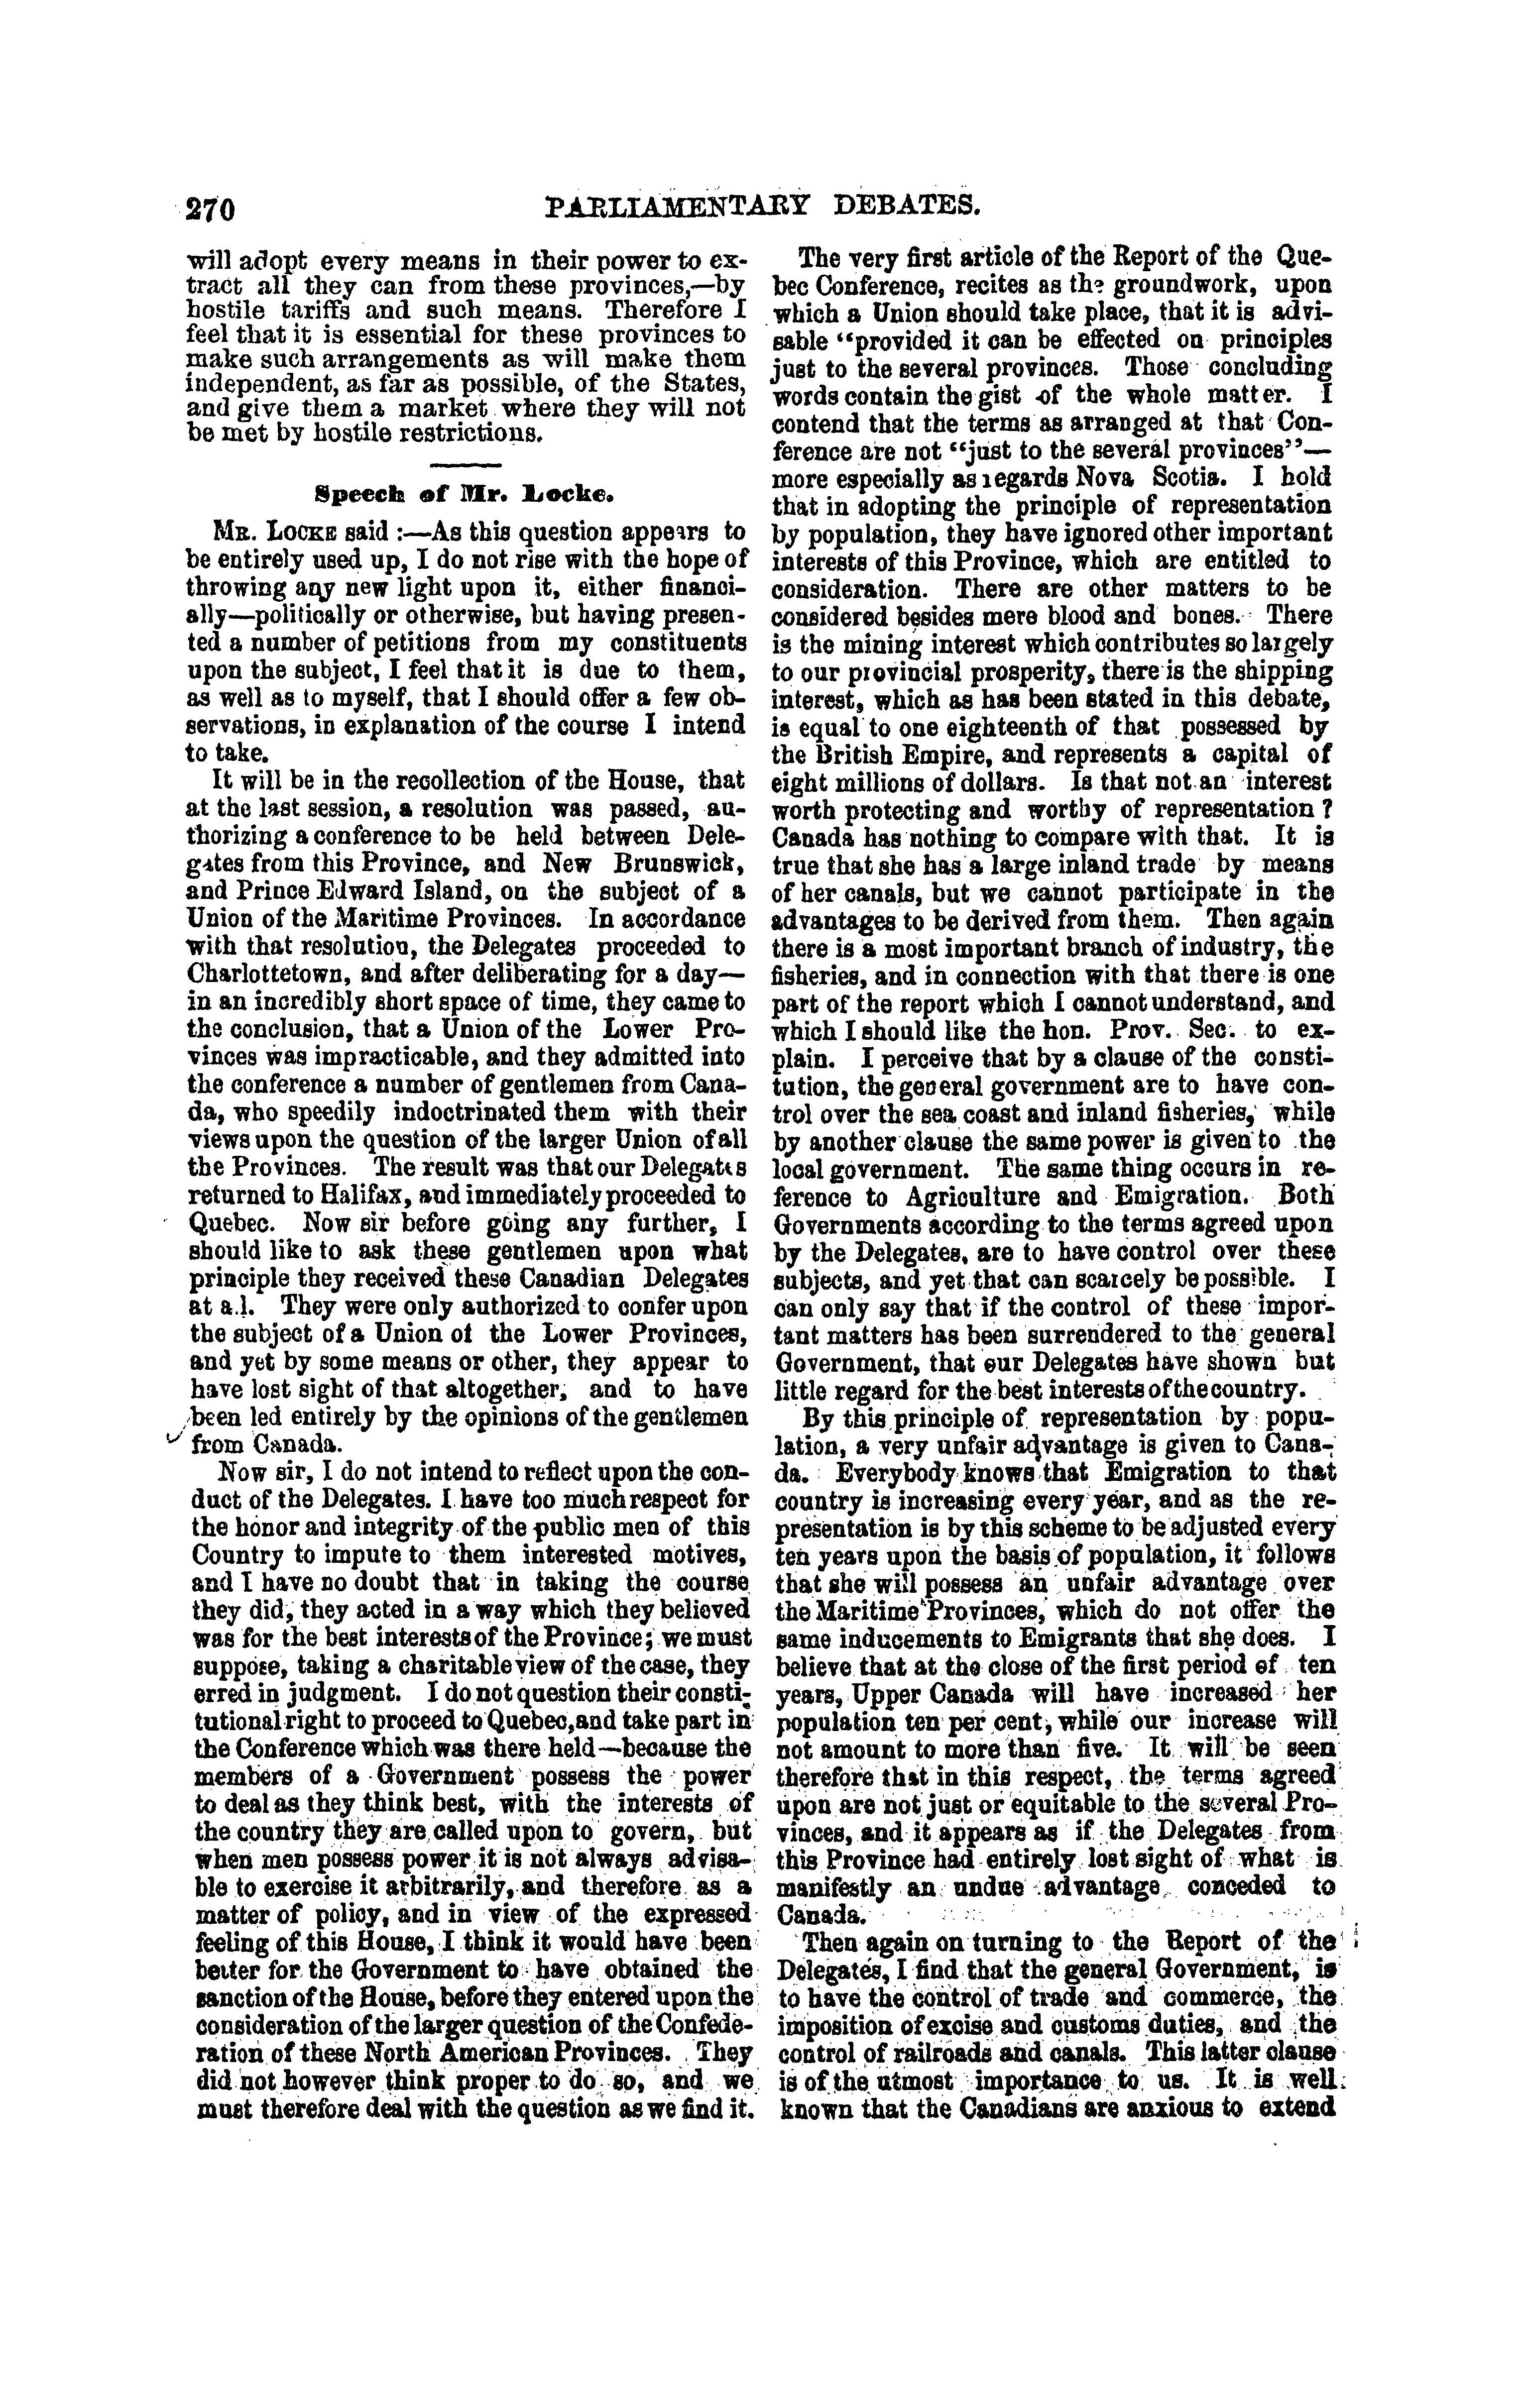 270
PARLIAMENTARY DEBATES.
will adopt every means in their power to ex-
tract all they can from these provinces,—by
hostile tariffs and such means. Therefore I
feel that it is essential for these provinces to
make such arrangements as will make them
independent, as far as possible, of the States,
and give them a market where they will not
be met by hostile restrictions.
Speech of Mr. Locke.
MR. LOCKE said :—As this question appears to
be entirely used up, I do not rise with the hope of
throwing any new light upon it, either financi-
ally—politically or otherwise, but having presen-
ted a number of petitions from my constituents
upon the subject, I feel that it is due to them,
as well as to myself, that I should offer a few ob-
servations, in explanation of the course I intend
to take.
It will be in the recollection of the House, that
at the last session, a resolution was passed, au-
thorizing a conference to be held between Dele-
gates from this Province, and New Brunswick,
and Prince Edward Island, on the subject of a
Union of the Maritime Provinces. In accordance
with that resolution, the Delegates proceeded to
Charlottetown, and after deliberating for a day—
in an incredibly short space of time, they came to
the conclusion, that a Union of the Lower Pro-
vinces was impracticable, and they admitted into
the conference a number of gentlemen from Cana-
da, who speedily indoctrinated them with their
views upon the question of the larger Union of all
the Provinces. The result was that our Delegates
returned to Halifax, and immediately proceeded to
Quebec. Now sir before going any further, I
should like to ask these gentlemen upon what
principle they received these Canadian Delegates
at all. They were only authorized to confer upon
the subject of a Union of the Lower Provinces,
and yet by some means or other, they appear to
have lost sight of that altogether, and to have
been led entirely by the opinions of the gentlemen
from Canada.
Now sir, I do not intend to reflect upon the con-
duct of the Delegates. I have too much respect for
the honor and integrity of the public men of this
Country to impute to them interested motives,
and I have no doubt that in taking the course
they did, they acted in a way which they believed
was for the best interests of the Province; we must
suppose, taking a charitable view of the case, they
erred in judgment. I do not question their consti-
tutional right to proceed to Quebec, and take part in
the Conference which was there held—because the
members of a Government possess the power
to deal as they think best, with the interests of
the country they are called upon to govern, but
when men possess power it is not always advisa-
ble to exercise it arbitrarily, and therefore as a
matter of policy, and in view of the expressed
feeling of this House, I think it would have been
better for the Government to have obtained the
sanction of the House, before they entered upon the
consideration of the larger question of the Confede-
ration of these North American Provinces. They
did not however think proper to do so, and we
must therefore deal with the question as we find it.
The very first article of the Report of the Que-
bec Conference, recites as the groundwork, upon
which a Union should take place, that it is advi-
sable "provided it can be effected on principles
just to the several provinces. Those concluding
words contain the gist of the whole matter. I
contend that the terms as arranged at that Con-
ference are not "just to the several provinces"—
more especially as regards Nova Scotia. I hold
that in adopting the principle of representation
by population, they have ignored other important
interests of this Province, which are entitled to
consideration. There are other matters to be
considered besides mere blood and bones. There
is the mining interest which contributes so largely
to our provincial prosperity, there is the shipping
interest, which as has been stated in this debate,
is equal to one eighteenth of that possessed by
the British Empire, and represents a capital of
eight millions of dollars. Is that not an interest
worth protecting and worthy of representation ?
Canada has nothing to compare with that. It is
true that she has a large inland trade by means
of her canals, but we cannot participate in the
advantages to be derived from them. Then again
there is a most important branch of industry, the
fisheries, and in connection with that there is one
part of the report which I cannot understand, and
which I should like the hon. Prov. Sec. to ex-
plain. I perceive that by a clause of the consti-
tution, the general government are to have con-
trol over the sea coast and inland fisheries, while
by another clause the same power is given to the
local government. The same thing occurs in re-
ference to Agriculture and Emigration. Both
Governments according to the terms agreed upon
by the Delegates, are to have control over these
subjects, and yet that can scarcely be possible. I
can only say that if the control of these impor-
tant matters has been surrendered to the general
Government, that our Delegates have shown but
little regard for the best interests of the country.
By this principle of representation by popu-
lation, a very unfair advantage is given to Cana-
da. Everybody knows that Emigration to that
country is increasing every year, and as the re-
presentation is by this scheme to be adjusted every
ten years upon the basis of population, it follows
that she will possess an unfair advantage over
the Maritime Provinces, which do not offer the
same inducements to Emigrants that she does. I
believe that at the close of the first period of ten
years, Upper Canada will have increased her
population ten per cent, while our increase will
not amount to more than five. It will be seen
therefore that in this respect, the terms agreed
upon are not just or equitable to the several Pro-
vinces, and it appears as if the Delegates from
this Province had entirely lost sight of what is
manifestly an undue advantage conceded to
Canada.
Then again on turning to the Report of the
Delegates, I find that the general Government, is
to have the control of trade and commerce, the
imposition of excise and customs duties, and the
control of railroads and canals. This latter clause
is of the utmost importance to us. It is well
known that the Canadians are anxious to extend